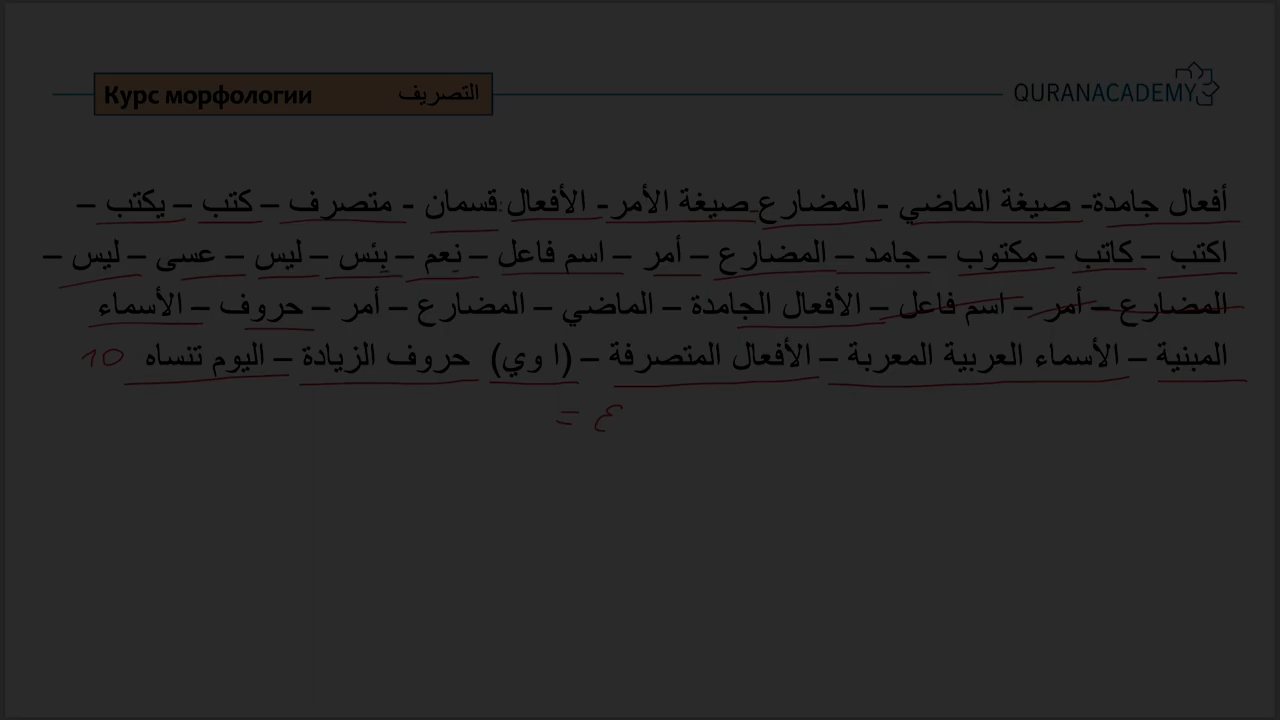 Курс морфологии التصريف
QURANACADEMY
أفعال جامدة- صيغة الماضي - المضارع صيغة الأمر- الأفعال: قسمان - متصرف – كتب – يكتب –
اكتب – كاتب – مكتوب – جامد – المضارع – أمر – اسم فاعل – نِعم – بِئس – ليس – عسى – ليس –
المضارع – أمر – اسم فاعل – الأفعال الجامدة – الماضي – المضارع – أمر – حروف – الأسماء
المبنية – الأسماء العربية المعربة – الأفعال المتصرفة – (ا وي) حروف الزيادة – اليوم تنساه 10